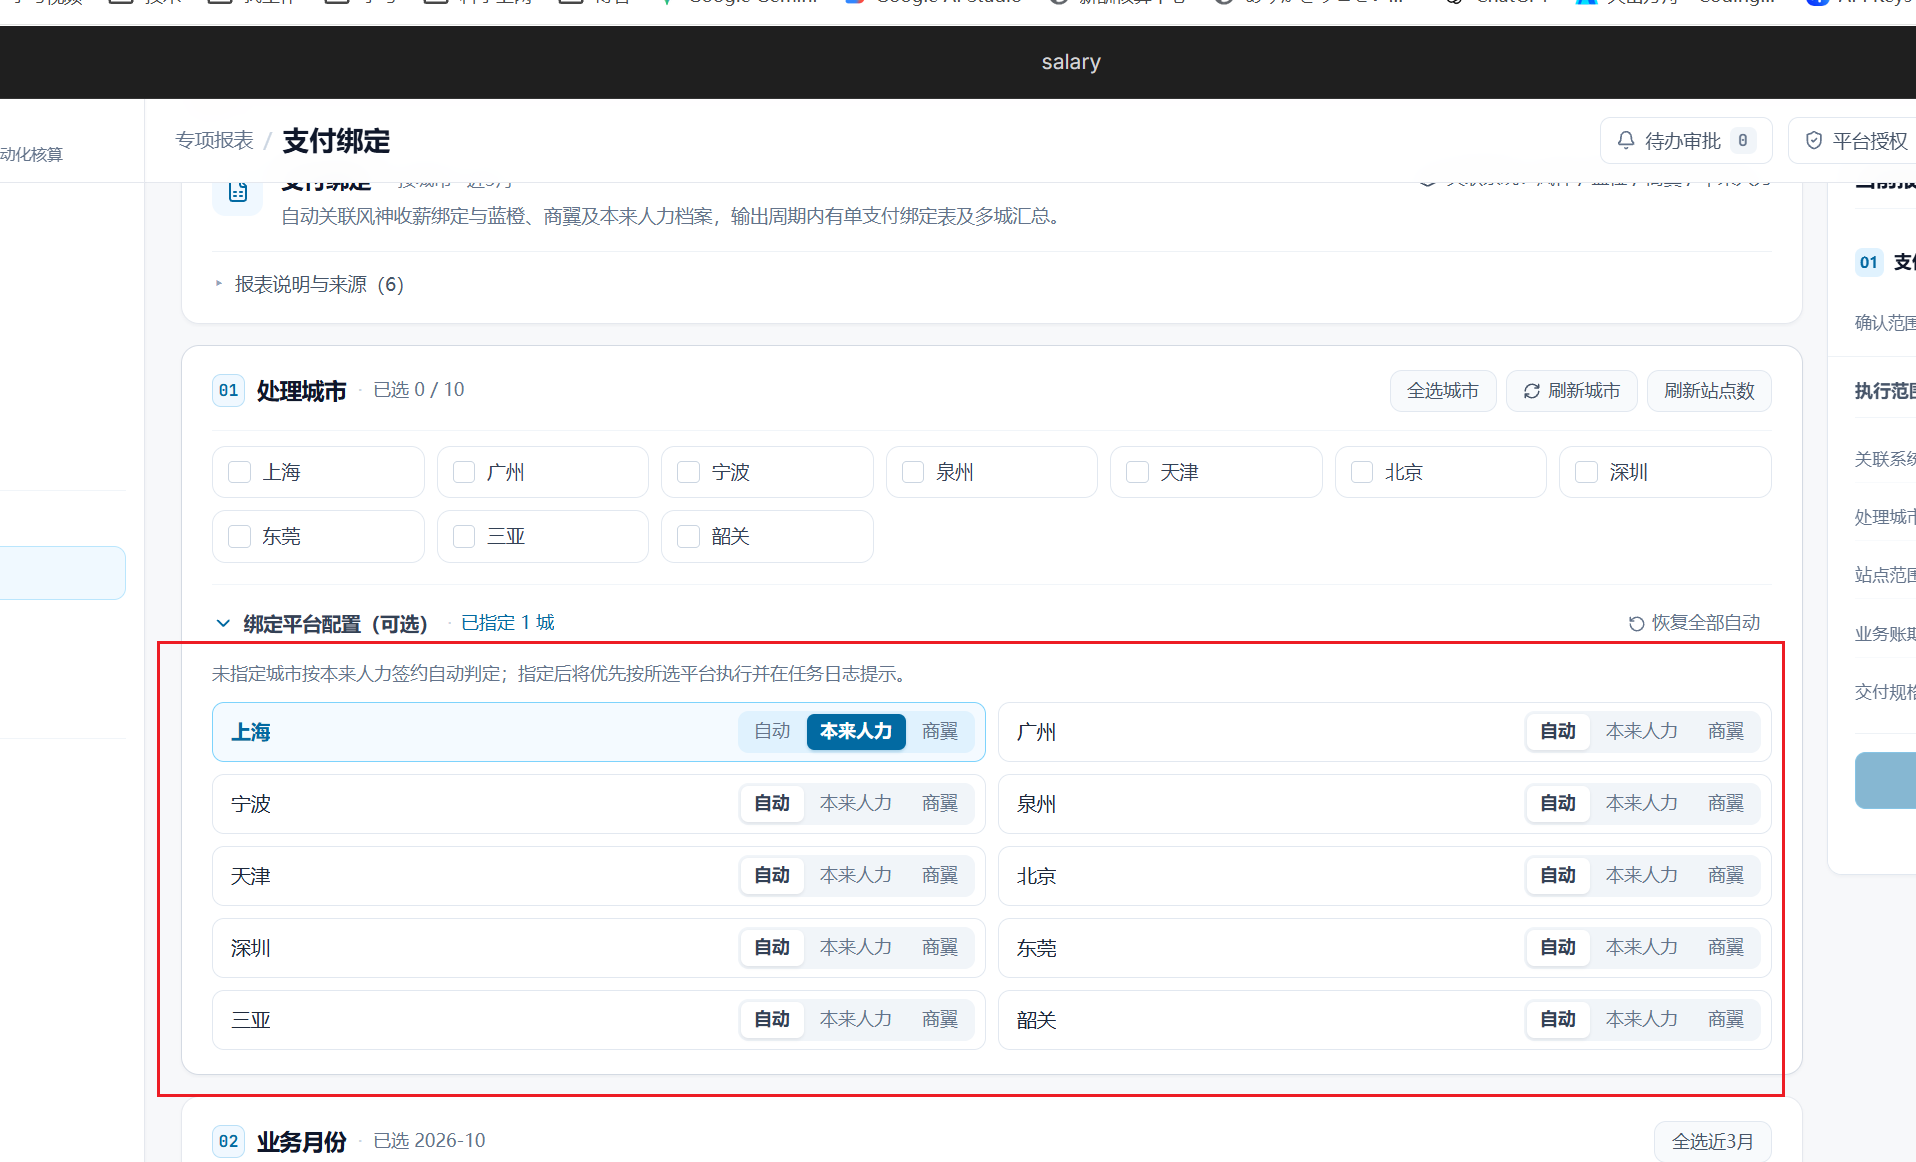 Google Gemini
Google AI Studio
ChatGPT
API Keys
salary
动化核算
专项报表 / 支付绑定
待办审批 0
平台授权
支付绑定
自动关联风神收薪绑定与蓝橙、商翼及本来人力档案，输出周期内有单支付绑定表及多城汇总。
报表说明与来源 (6)
01 支
确认范围
01 处理城市 · 已选 0 / 10
全选城市
刷新城市
刷新站点数
执行范围
上海
广州
宁波
泉州
天津
北京
深圳
关联系统
东莞
三亚
韶关
处理城市
站点范围
绑定平台配置（可选） · 已指定 1 城
恢复全部自动
业务账期
未指定城市按本来人力签约自动判定；指定后将优先按所选平台执行并在任务日志提示。
交付规格
上海 自动 本来人力 商翼
广州 自动 本来人力 商翼
宁波 自动 本来人力 商翼
泉州 自动 本来人力 商翼
天津 自动 本来人力 商翼
北京 自动 本来人力 商翼
深圳 自动 本来人力 商翼
东莞 自动 本来人力 商翼
三亚 自动 本来人力 商翼
韶关 自动 本来人力 商翼
02 业务月份 · 已选 2026-10
全选近3月